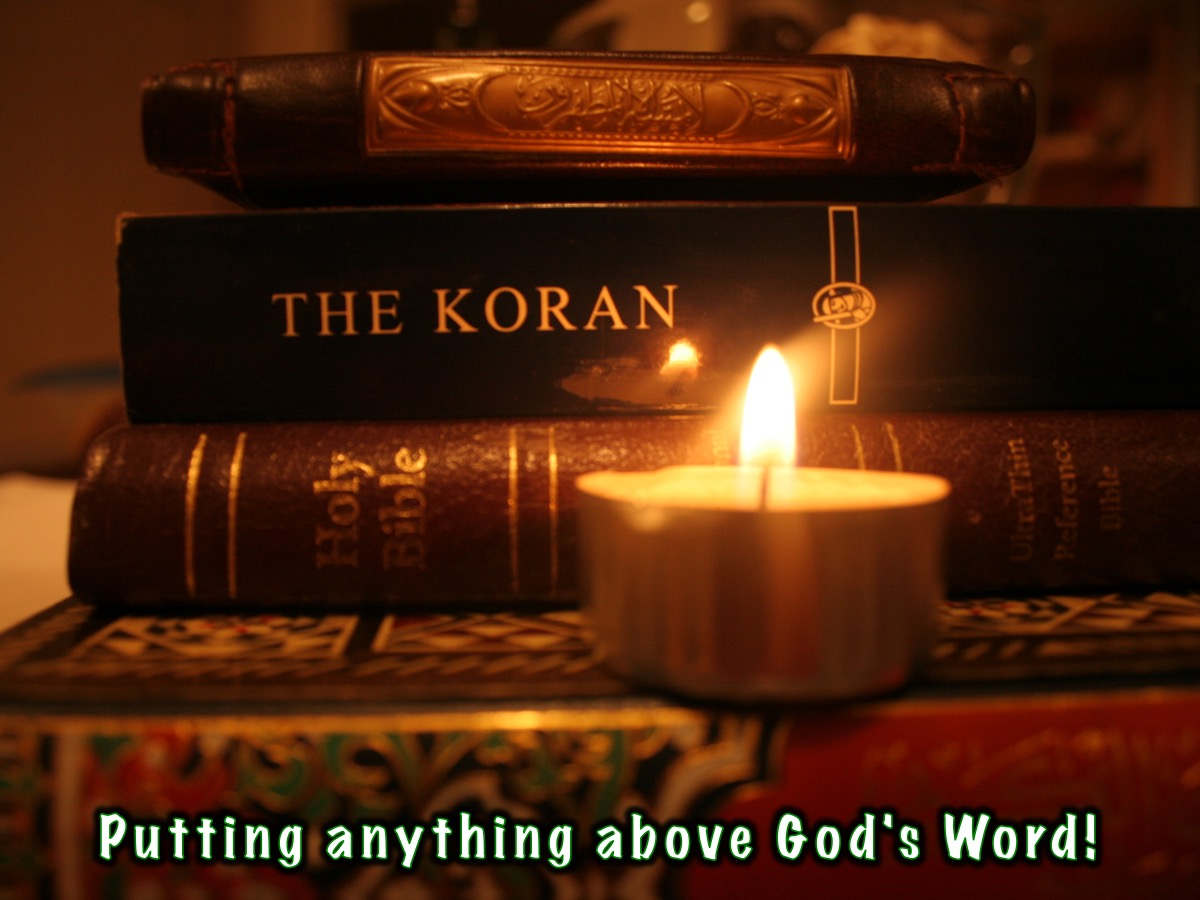 THE KORAN
Holy
Bible
UltraThin
Reference
Bible
Putting anything above God's Word!